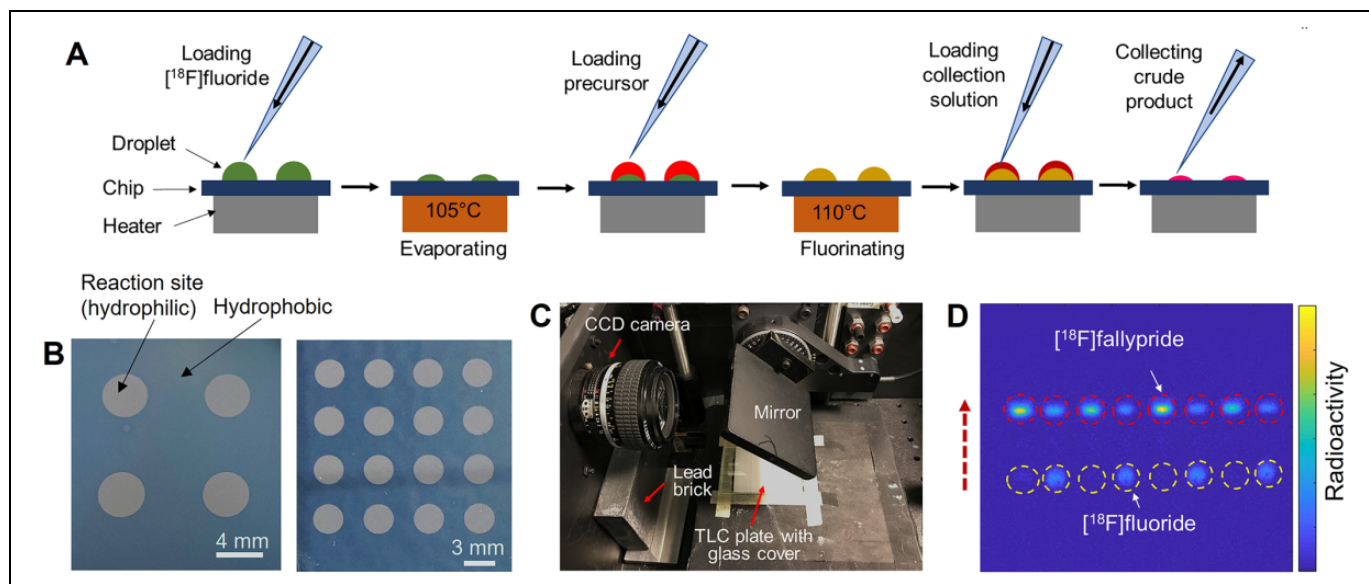 A
Loading
[¹⁸F]fluoride
Loading
precursor
Loading
collection
solution
Collecting
crude
product
Droplet
Chip
Heater
105°C
Evaporating
110°C
Fluorinating
Reaction site
(hydrophilic)
Hydrophobic
B
4 mm
3 mm
C
CCD camera
Mirror
Lead
brick
TLC plate with
glass cover
D
[¹⁸F]fallypride
[¹⁸F]fluoride
Radioactivity